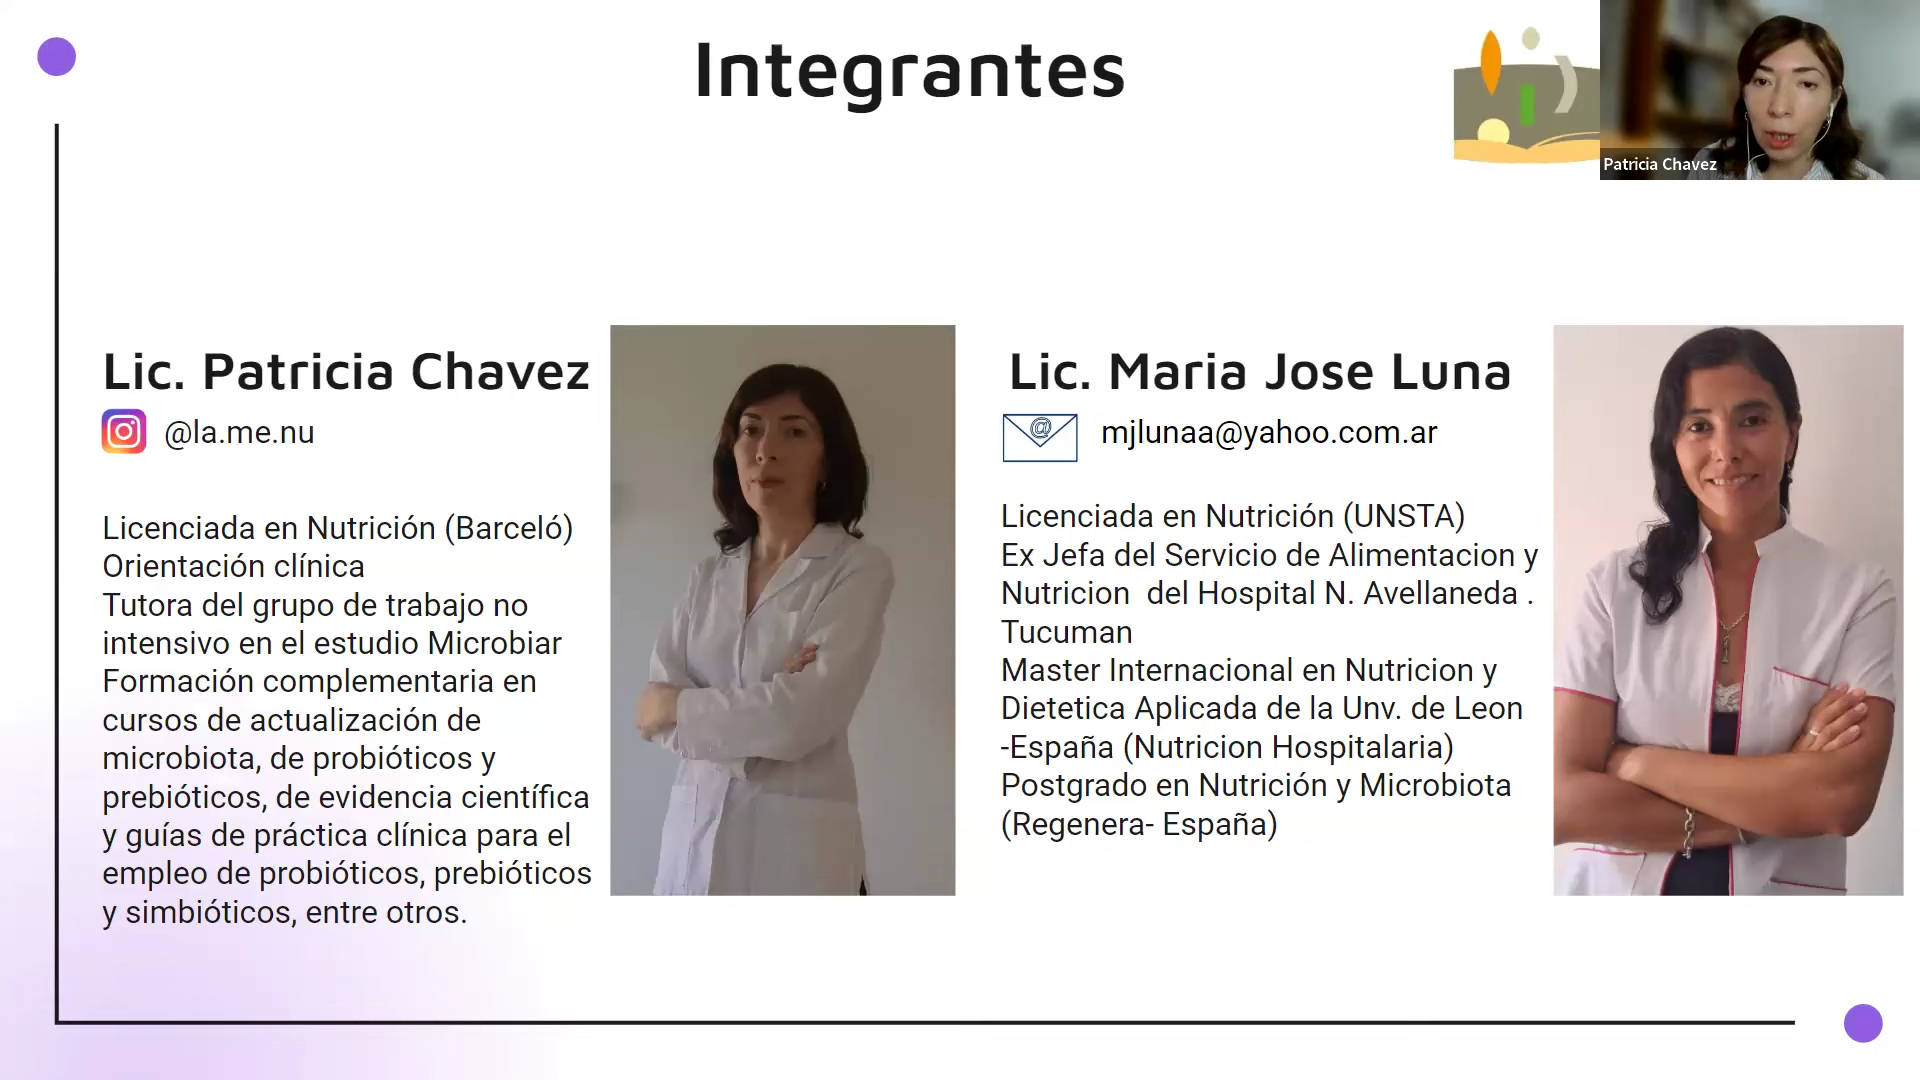 Integrantes
Patricia Chavez
Lic. Patricia Chavez
@la.me.nu
Licenciada en Nutrición (Barceló)
Orientación clínica
Tutora del grupo de trabajo no
intensivo en el estudio Microbiar
Formación complementaria en
cursos de actualización de
microbiota, de probióticos y
prebióticos, de evidencia científica
y guías de práctica clínica para el
empleo de probióticos, prebióticos
y simbióticos, entre otros.
Lic. Maria Jose Luna
@
mjlunaa@yahoo.com.ar
Licenciada en Nutrición (UNSTA)
Ex Jefa del Servicio de Alimentacion y
Nutricion  del Hospital N. Avellaneda .
Tucuman
Master Internacional en Nutricion y
Dietetica Aplicada de la Unv. de Leon
-España (Nutricion Hospitalaria)
Postgrado en Nutrición y Microbiota
(Regenera- España)